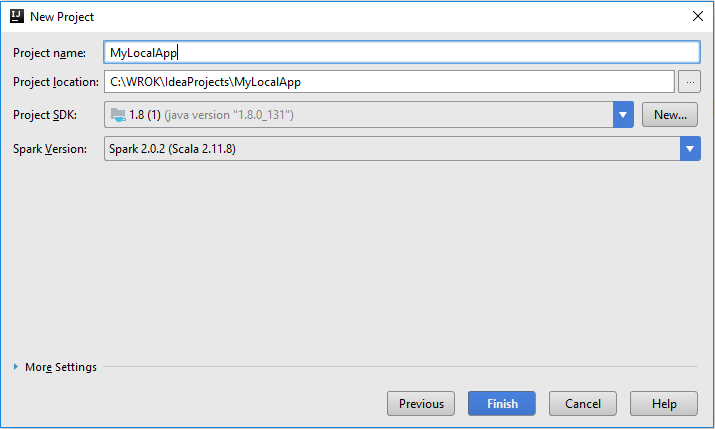 IJ New Project
Project name: MyLocalApp
Project location: C:\WROK\IdeaProjects\MyLocalApp ...
Project SDK: 1.8 (1) (java version "1.8.0_131") New...
Spark Version: Spark 2.0.2 (Scala 2.11.8)
More Settings
Previous Finish Cancel Help